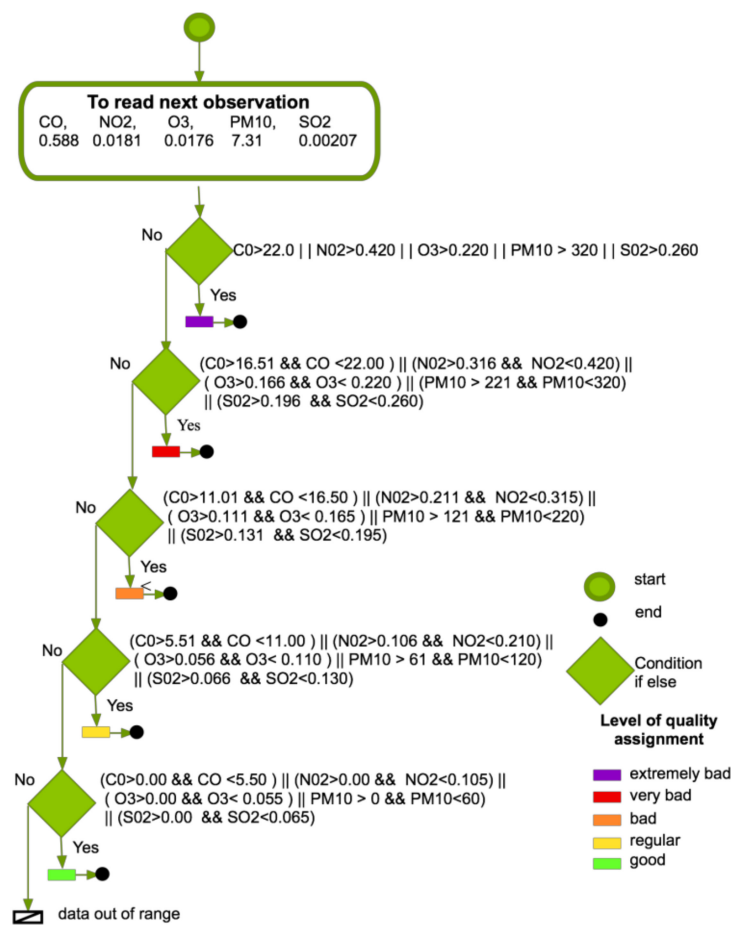 To read next observation
CO, NO2, O3, PM10, SO2
0.588 0.0181 0.0176 7.31 0.00207
No
C0>22.0 | | N02>0.420 | | O3>0.220 | | PM10 > 320 | | S02>0.260
Yes
No
(C0>16.51 && CO <22.00 ) || (N02>0.316 && NO2<0.420) ||
( O3>0.166 && O3< 0.220 ) || (PM10 > 221 && PM10<320)
|| (S02>0.196 && SO2<0.260)
Yes
No
(C0>11.01 && CO <16.50 ) || (N02>0.211 && NO2<0.315) ||
( O3>0.111 && O3< 0.165 ) || PM10 > 121 && PM10<220)
|| (S02>0.131 && SO2<0.195)
Yes
<
No
(C0>5.51 && CO <11.00 ) || (N02>0.106 && NO2<0.210) ||
( O3>0.056 && O3< 0.110 ) || PM10 > 61 && PM10<120)
|| (S02>0.066 && SO2<0.130)
Yes
No
(C0>0.00 && CO <5.50 ) || (N02>0.00 && NO2<0.105) ||
( O3>0.00 && O3< 0.055 ) || PM10 > 0 && PM10<60)
|| (S02>0.00 && SO2<0.065)
Yes
data out of range
start
end
Condition
if else
Level of quality
assignment
extremely bad
very bad
bad
regular
good